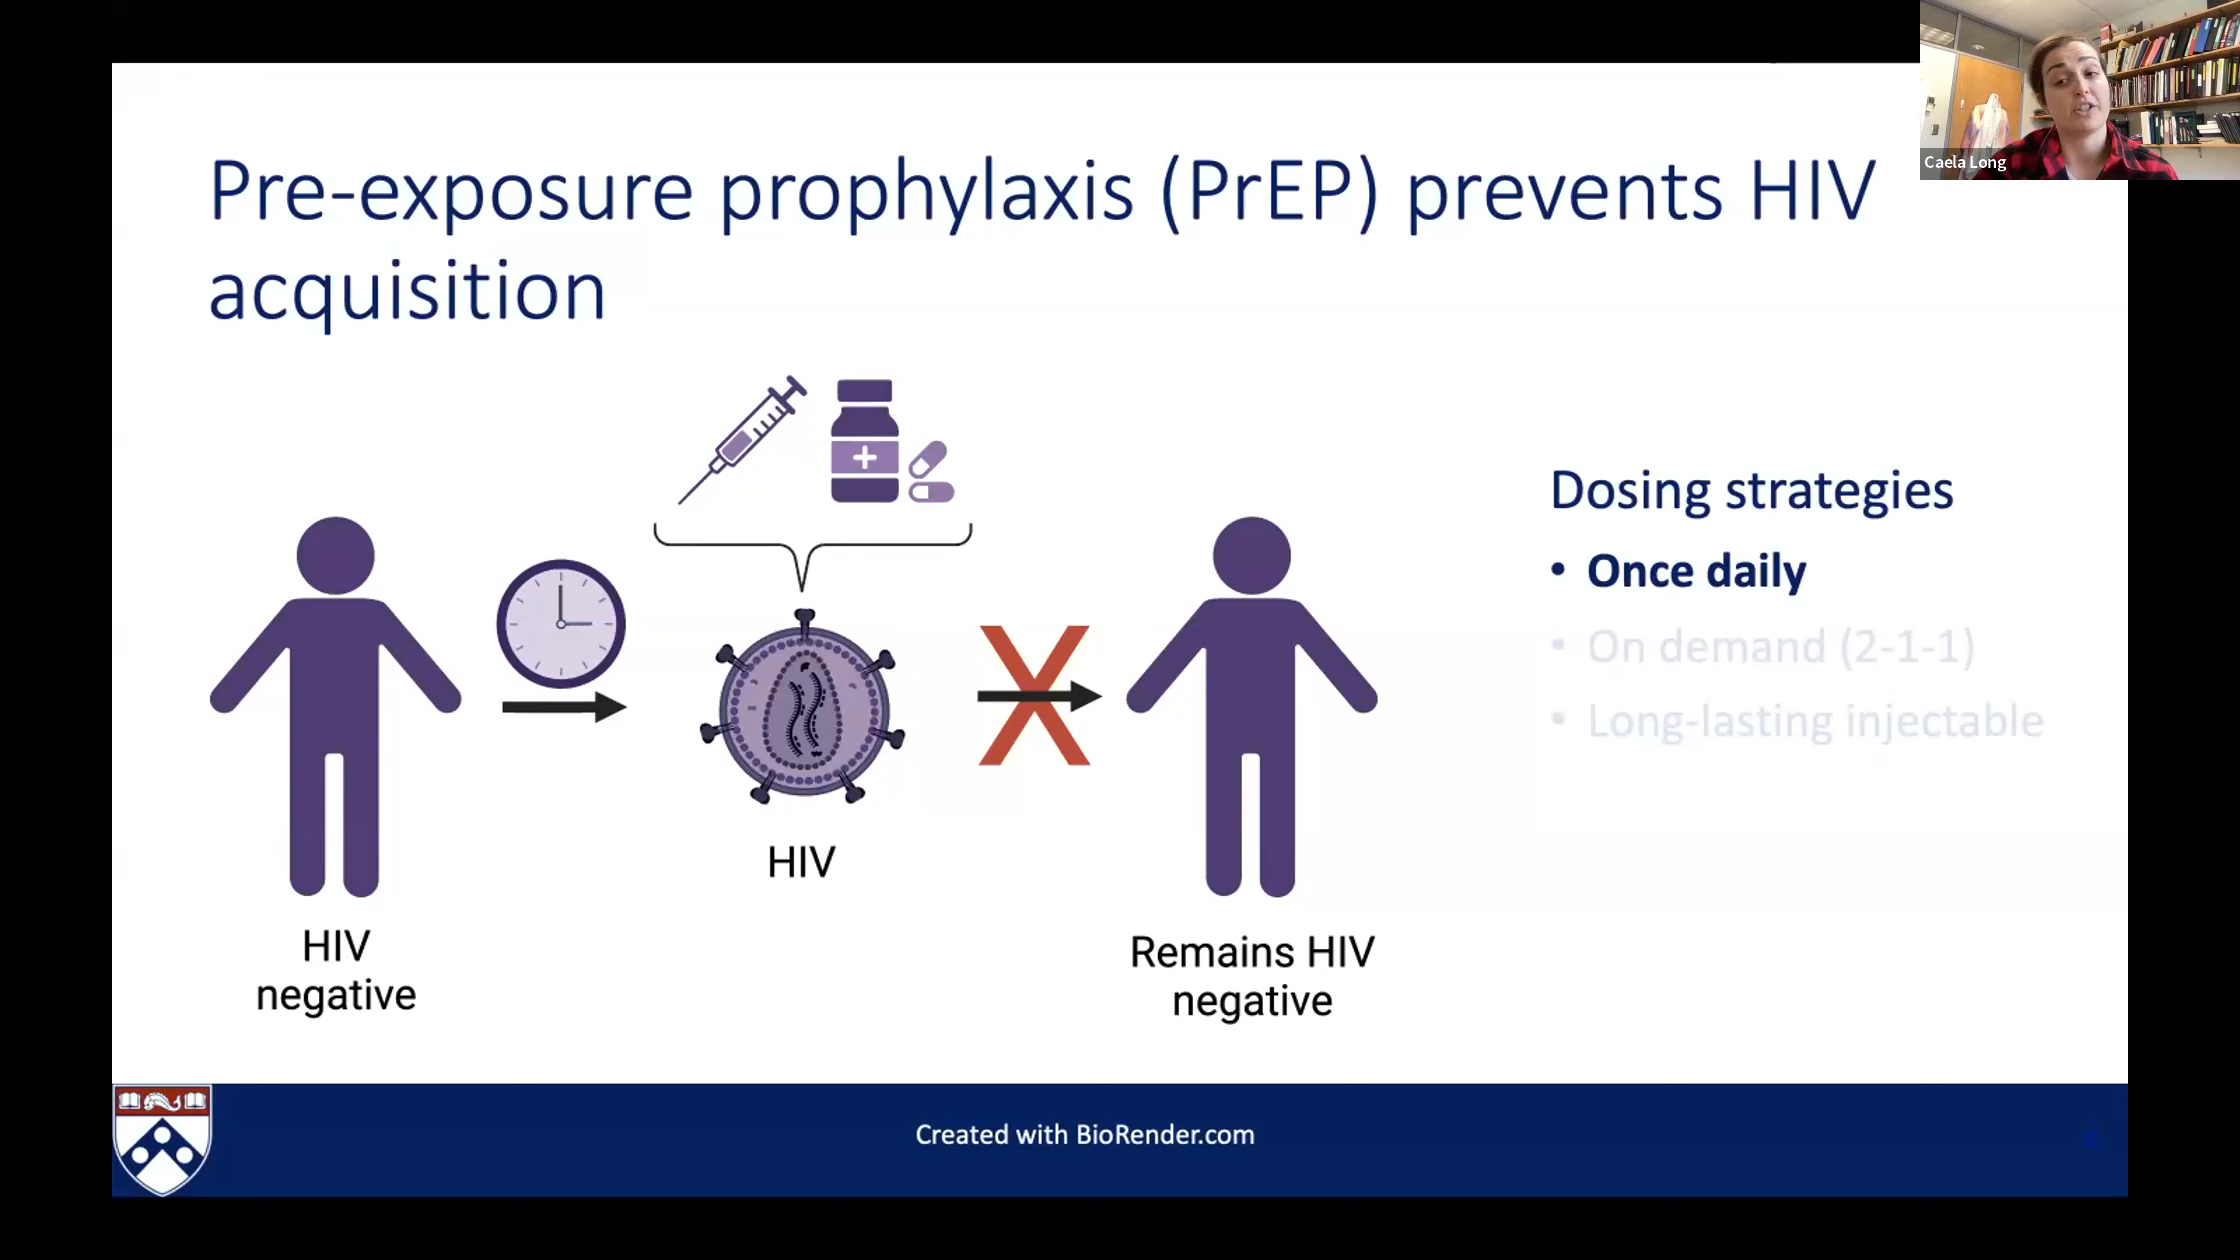 Caela Long
Pre-exposure prophylaxis (PrEP) prevents HIV
acquisition
Dosing strategies
• Once daily
• On demand (2-1-1)
• Long-lasting injectable
HIV
HIV
negative
Remains HIV
negative
Created with BioRender.com